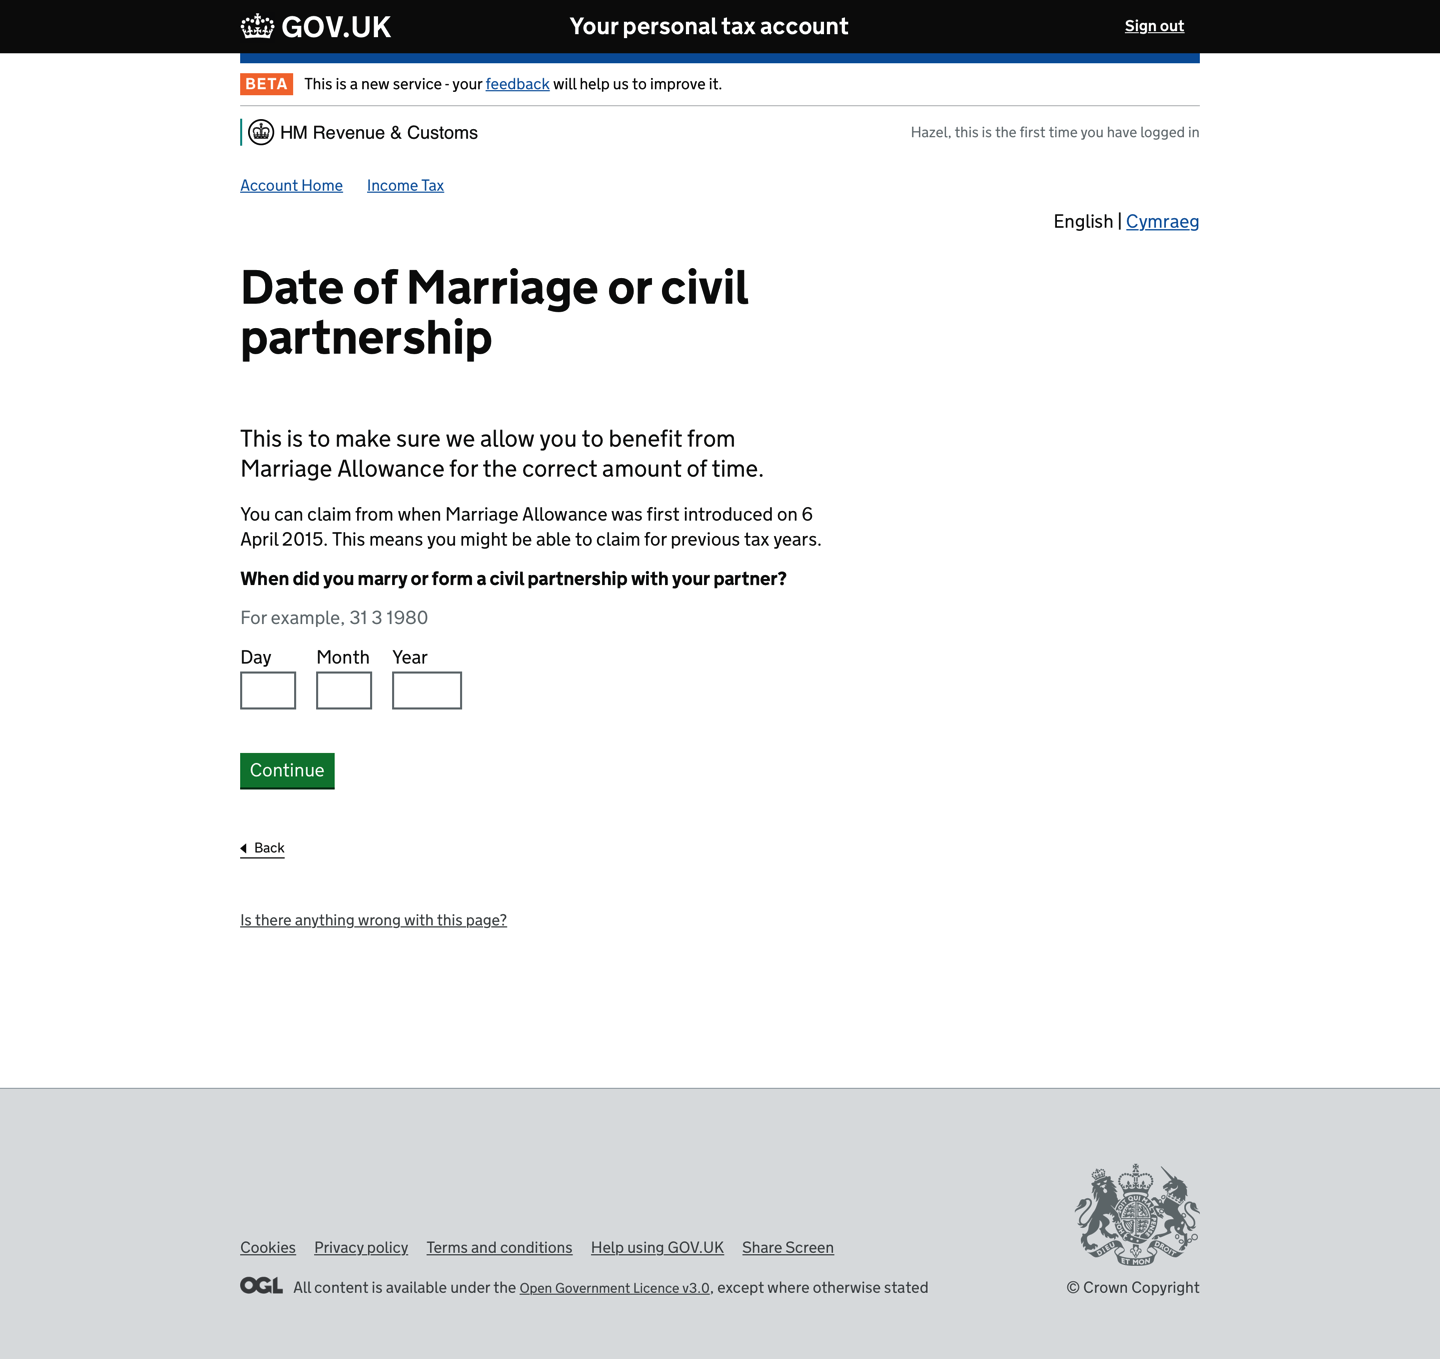 GOV.UK Your personal tax account Sign out
BETA This is a new service - your feedback will help us to improve it.
HM Revenue & Customs Hazel, this is the first time you have logged in
Account Home Income Tax
English | Cymraeg
Date of Marriage or civil
partnership
This is to make sure we allow you to benefit from
Marriage Allowance for the correct amount of time.
You can claim from when Marriage Allowance was first introduced on 6
April 2015. This means you might be able to claim for previous tax years.
When did you marry or form a civil partnership with your partner?
For example, 31 3 1980
Day Month Year
Continue
Back
Is there anything wrong with this page?
Cookies Privacy policy Terms and conditions Help using GOV.UK Share Screen
DIEU ET MON DROIT
OGL All content is available under the Open Government Licence v3.0, except where otherwise stated © Crown Copyright